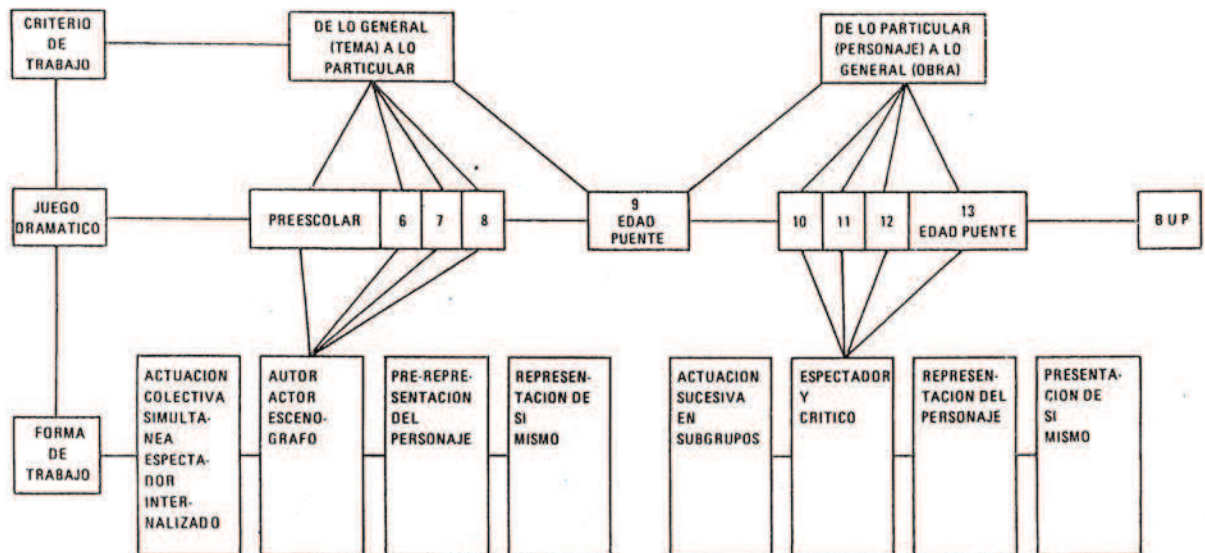 CRITERIO
DE
TRABAJO
DE LO GENERAL
(TEMA) A LO
PARTICULAR
DE LO PARTICULAR
(PERSONAJE) A LO
GENERAL (OBRA)
JUEGO
DRAMATICO
PREESCOLAR
6
7
8
9
EDAD
PUENTE
10
11
12
13
EDAD PUENTE
B U P
FORMA
DE
TRABAJO
ACTUACION
COLECTIVA
SIMULTA-
NEA
ESPECTA-
DOR
INTER-
NALIZADO
AUTOR
ACTOR
ESCENO-
GRAFO
PRE-REPRE-
SENTACION
DEL
PERSONAJE
REPRESEN-
TACION DE
SI
MISMO
ACTUACION
SUCESIVA
EN
SUBGRUPOS
ESPECTADOR
Y
CRITICO
REPRESEN-
TACION DEL
PERSONAJE
PRESENTA-
CION DE
SI
MISMO